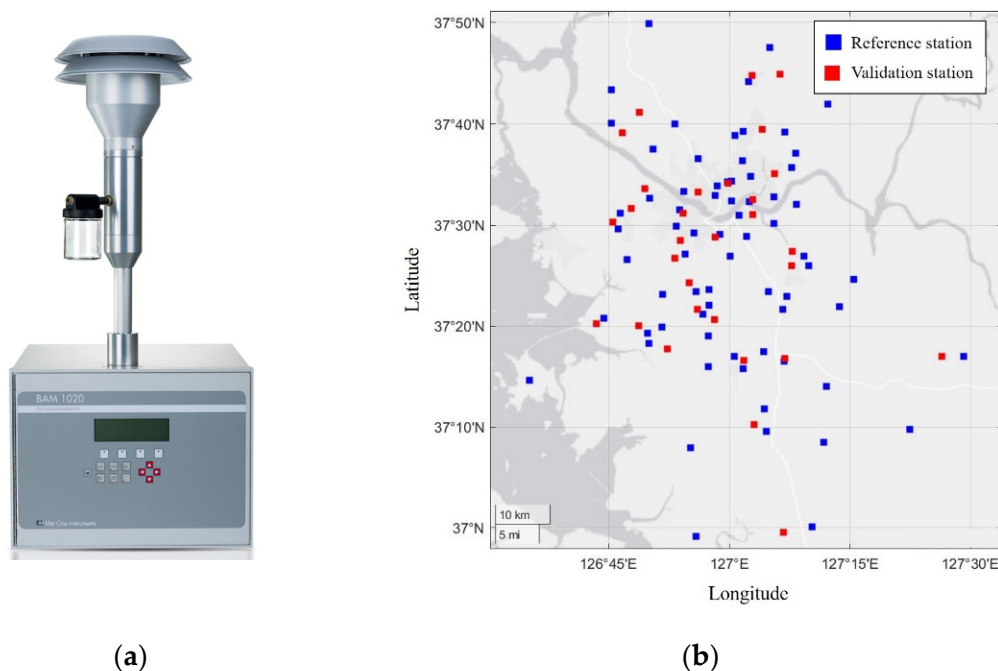 BAM 1020
Met One Instruments
(a)
37°50'N
37°40'N
37°30'N
37°20'N
37°10'N
37°N
Latitude
Reference station
Validation station
10 km
5 mi
126°45'E 127°E 127°15'E 127°30'E
Longitude
(b)